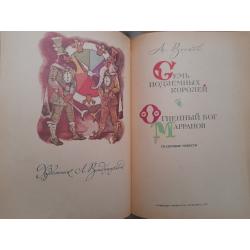 Художник Л. Владимирский
А. Волков
Семь
подземных
королей
Огненный бог
Марранов
сказочные повести